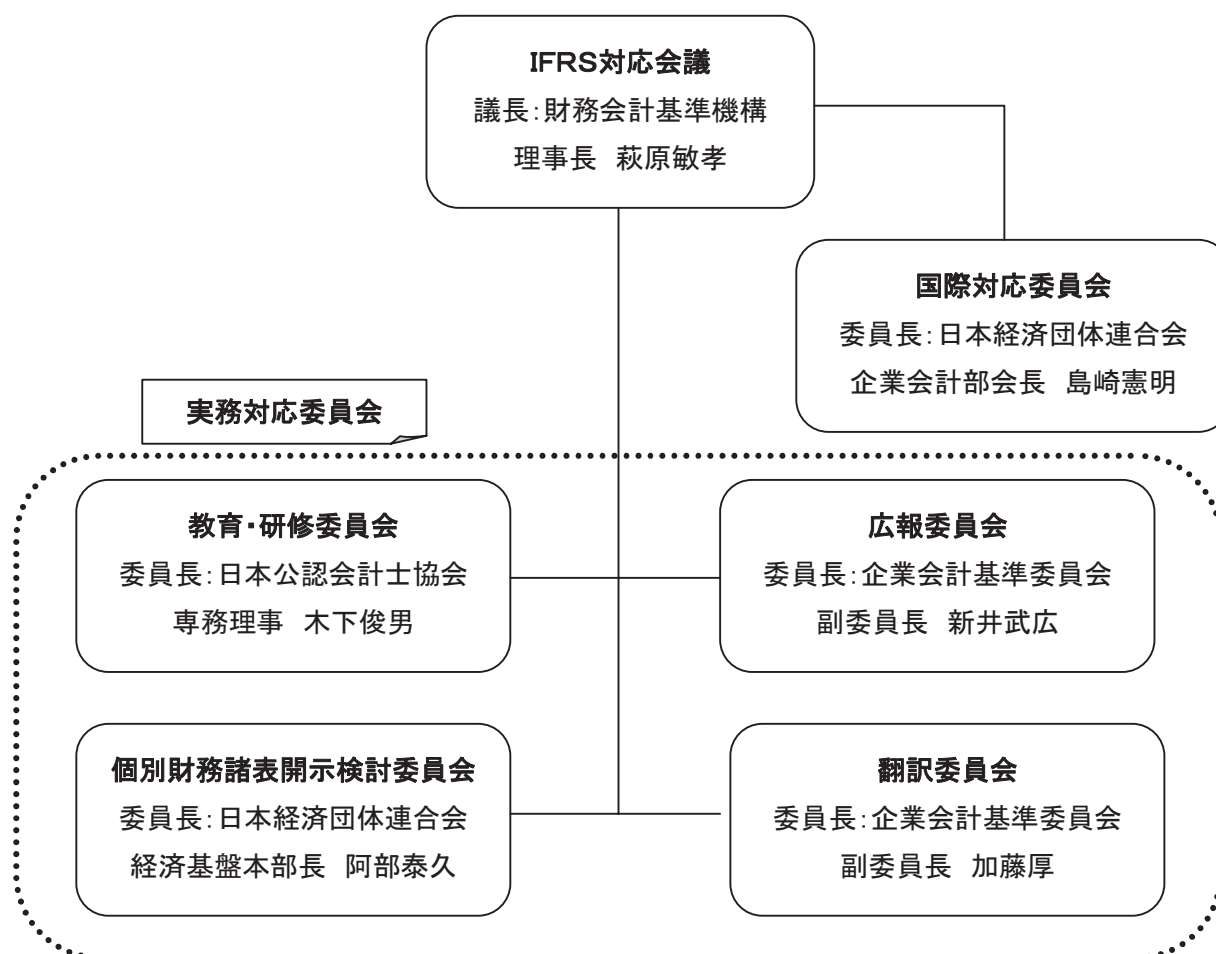 IFRS対応会議
議長：財務会計基準機構
理事長　萩原敏孝
国際対応委員会
委員長：日本経済団体連合会
企業会計部会長　島崎憲明
実務対応委員会
教育・研修委員会
委員長：日本公認会計士協会
専務理事　木下俊男
広報委員会
委員長：企業会計基準委員会
副委員長　新井武広
個別財務諸表開示検討委員会
委員長：日本経済団体連合会
経済基盤本部長　阿部泰久
翻訳委員会
委員長：企業会計基準委員会
副委員長　加藤厚